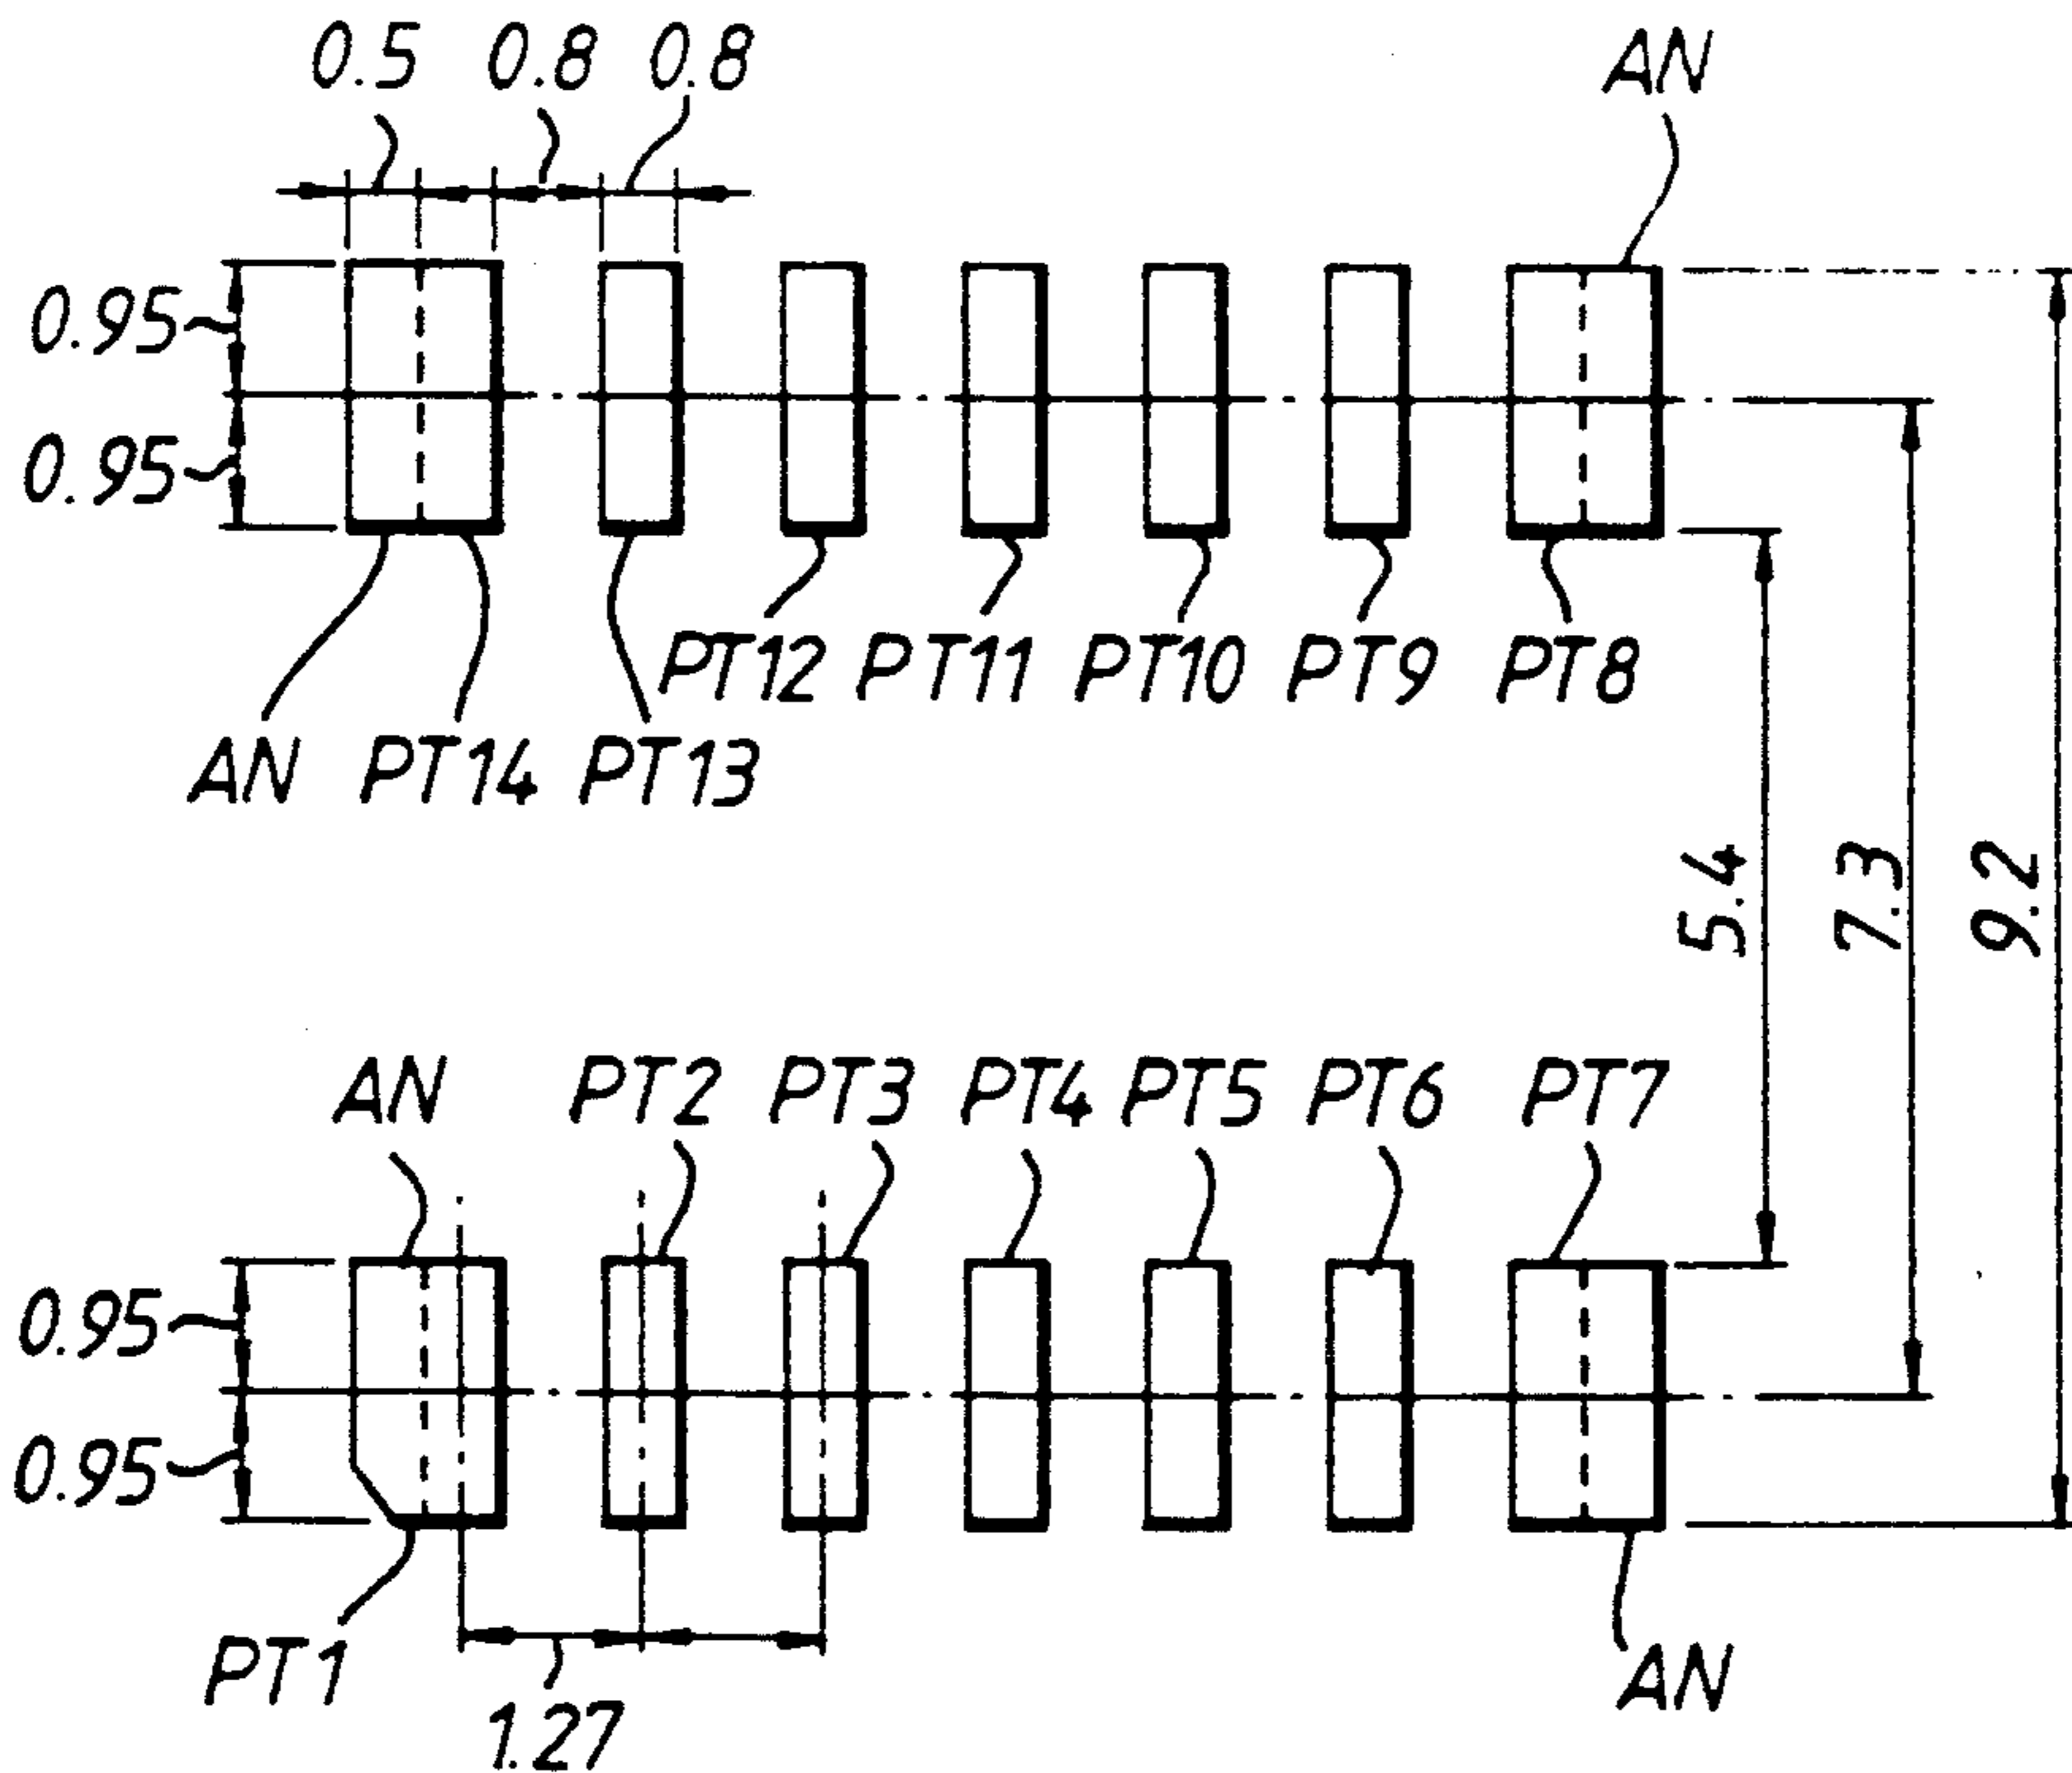 0.5 0.8 0.8 AN
0.95
0.95
PT12 PT11 PT10 PT9 PT8
AN PT14 PT13
5.4 7.3 9.2
AN PT2 PT3 PT4 PT5 PT6 PT7
0.95
0.95
PT1 AN
1.27